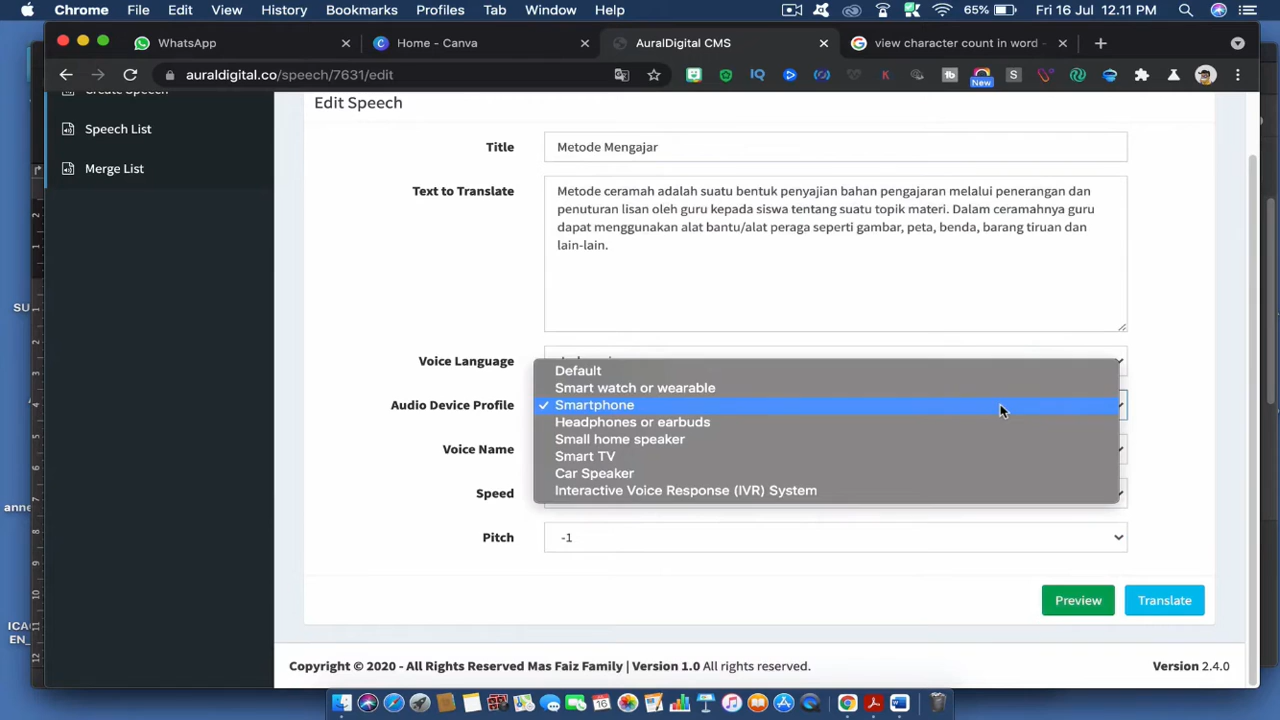 Chrome File Edit View History Bookmarks Profiles Tab Window Help 65% Fri 16 Jul 12.11 PM
WhatsApp Home - Canva AuralDigital CMS view character count in word -
auraldigital.co/speech/7631/edit
New
Speech List
Merge List
Edit Speech
Title Metode Mengajar
Text to Translate Metode ceramah adalah suatu bentuk penyajian bahan pengajaran melalui penerangan dan
penuturan lisan oleh guru kepada siswa tentang suatu topik materi. Dalam ceramahnya guru
dapat menggunakan alat bantu/alat peraga seperti gambar, peta, benda, barang tiruan dan
lain-lain.
Voice Language
Default
Smart watch or wearable
Audio Device Profile Smartphone
Headphones or earbuds
Small home speaker
Voice Name
Smart TV
Car Speaker
Speed
Interactive Voice Response (IVR) System
Pitch -1
Preview Translate
Copyright © 2020 - All Rights Reserved Mas Faiz Family | Version 1.0 All rights reserved. Version 2.4.0